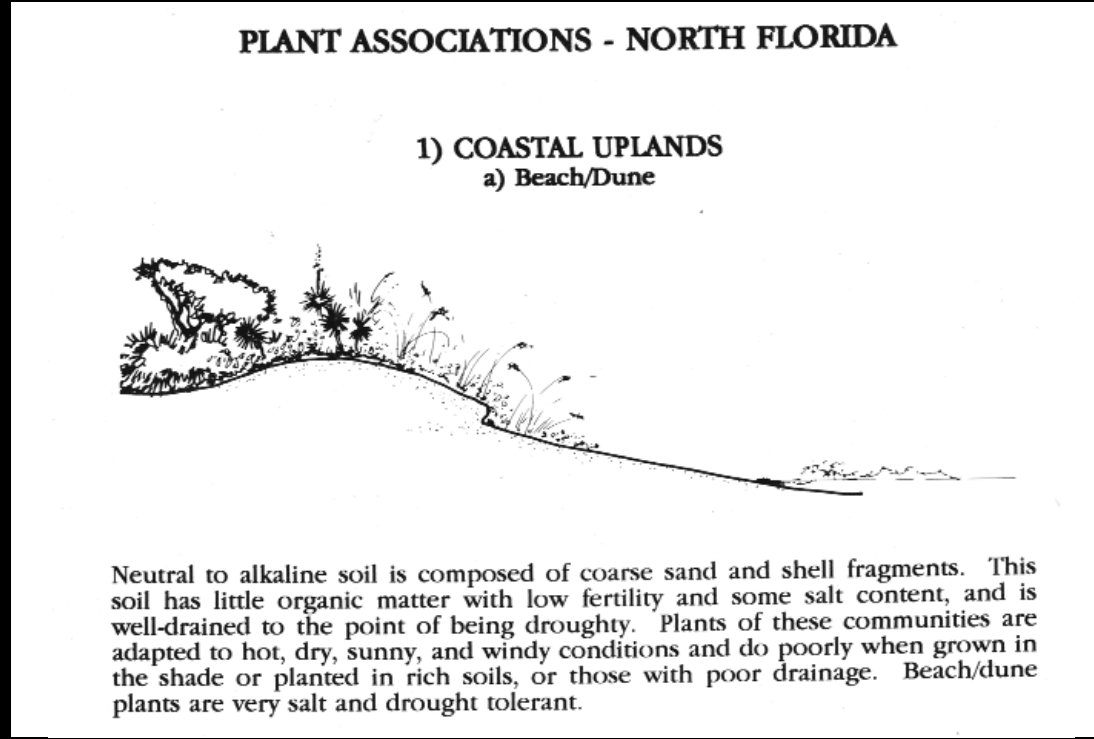 PLANT ASSOCIATIONS - NORTH FLORIDA
1) COASTAL UPLANDS
a) Beach/Dune
Neutral to alkaline soil is composed of coarse sand and shell fragments. This
soil has little organic matter with low fertility and some salt content, and is
well-drained to the point of being droughty. Plants of these communities are
adapted to hot, dry, sunny, and windy conditions and do poorly when grown in
the shade or planted in rich soils, or those with poor drainage. Beach/dune
plants are very salt and drought tolerant.